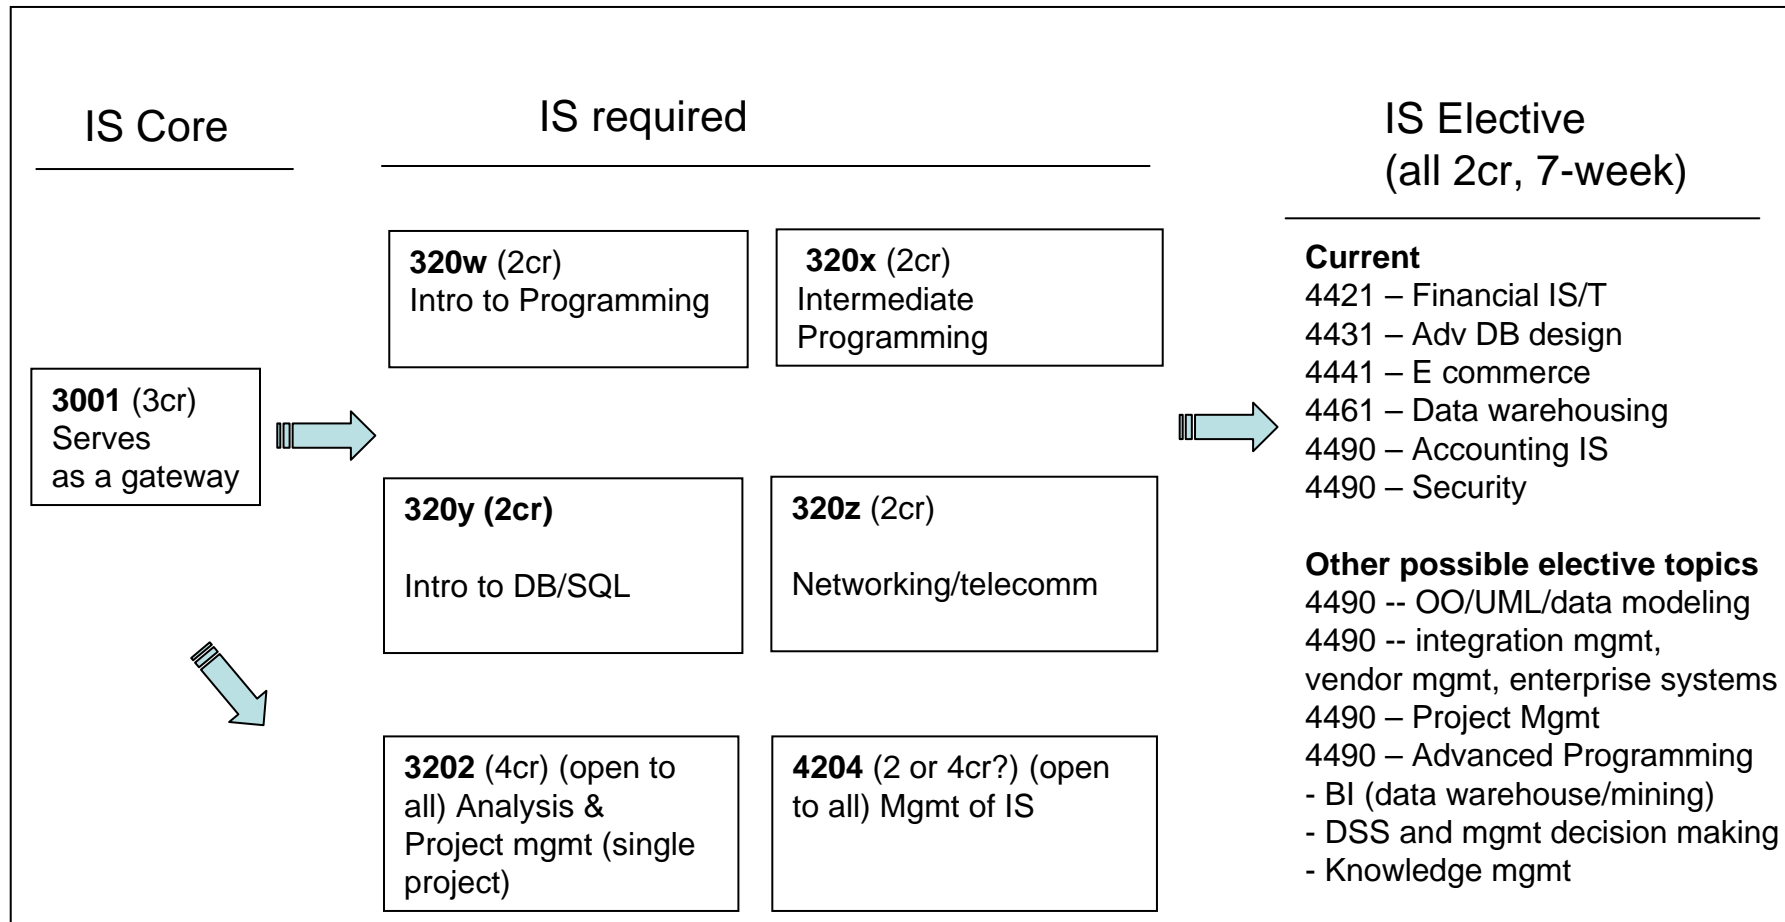 IS Core
IS required
IS Elective
(all 2cr, 7-week)
3001 (3cr)
Serves
as a gateway
320w (2cr)
Intro to Programming
320x (2cr)
Intermediate
Programming
320y (2cr)
Intro to DB/SQL
320z (2cr)
Networking/telecomm
3202 (4cr) (open to
all) Analysis &
Project mgmt (single
project)
4204 (2 or 4cr?) (open
to all) Mgmt of IS
Current
4421 – Financial IS/T
4431 – Adv DB design
4441 – E commerce
4461 – Data warehousing
4490 – Accounting IS
4490 – Security
Other possible elective topics
4490 -- OO/UML/data modeling
4490 -- integration mgmt,
vendor mgmt, enterprise systems
4490 – Project Mgmt
4490 – Advanced Programming
- BI (data warehouse/mining)
- DSS and mgmt decision making
- Knowledge mgmt